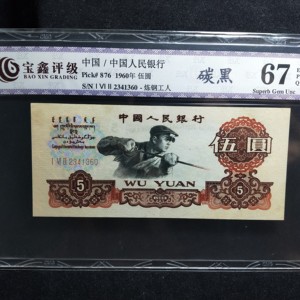 宝鑫评级
BAO XIN GRADING
中国 / 中国人民银行
Pick# 876 1960年 伍圆
S/N I VI II 2341360 - 炼钢工人
碳黑
67
Superb Gem Unc
中國人民银行
I VI II 2341360
伍圓
5
WU YUAN
5